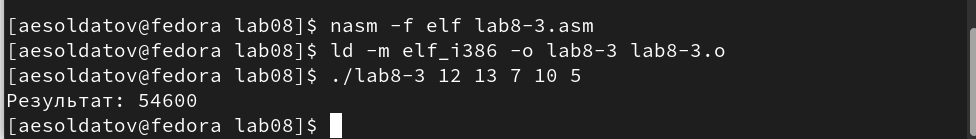 [aesoldatov@fedora lab08]$ nasm -f elf lab8-3.asm
[aesoldatov@fedora lab08]$ ld -m elf_i386 -o lab8-3 lab8-3.o
[aesoldatov@fedora lab08]$ ./lab8-3 12 13 7 10 5
Результат: 54600
[aesoldatov@fedora lab08]$